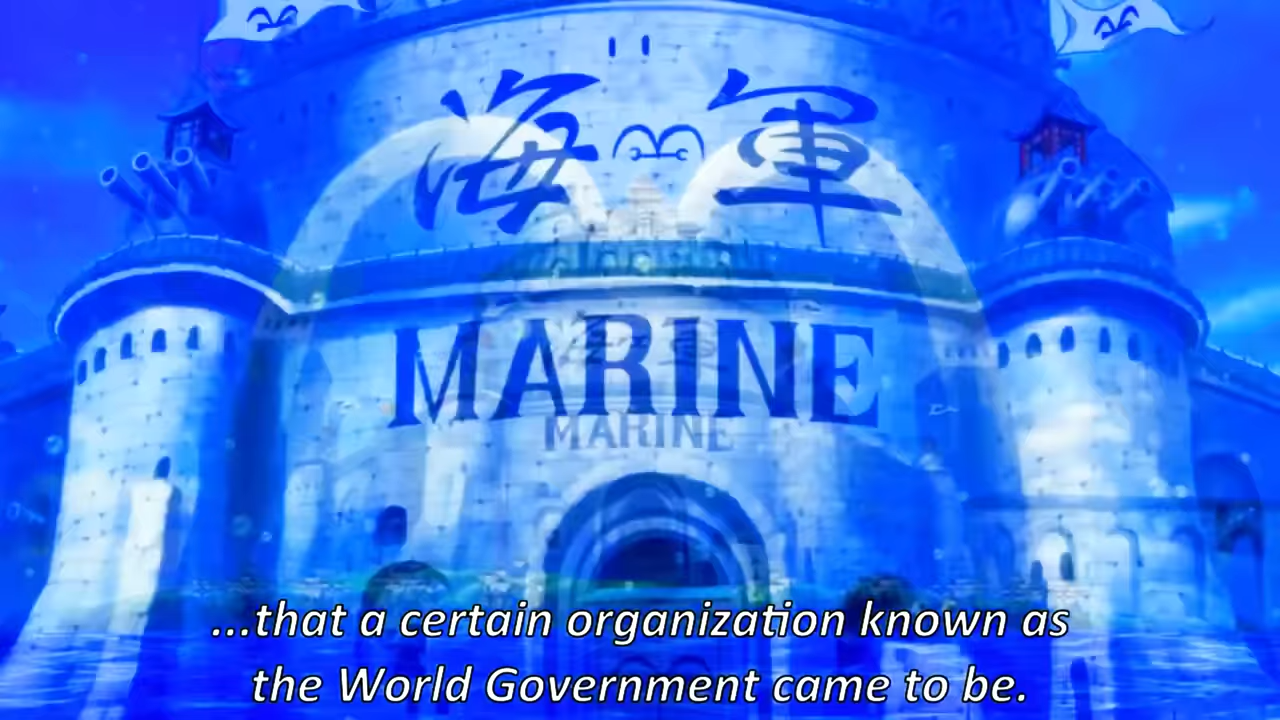 海軍
MARINE
MARINE
...that a certain organization known as
the World Government came to be.